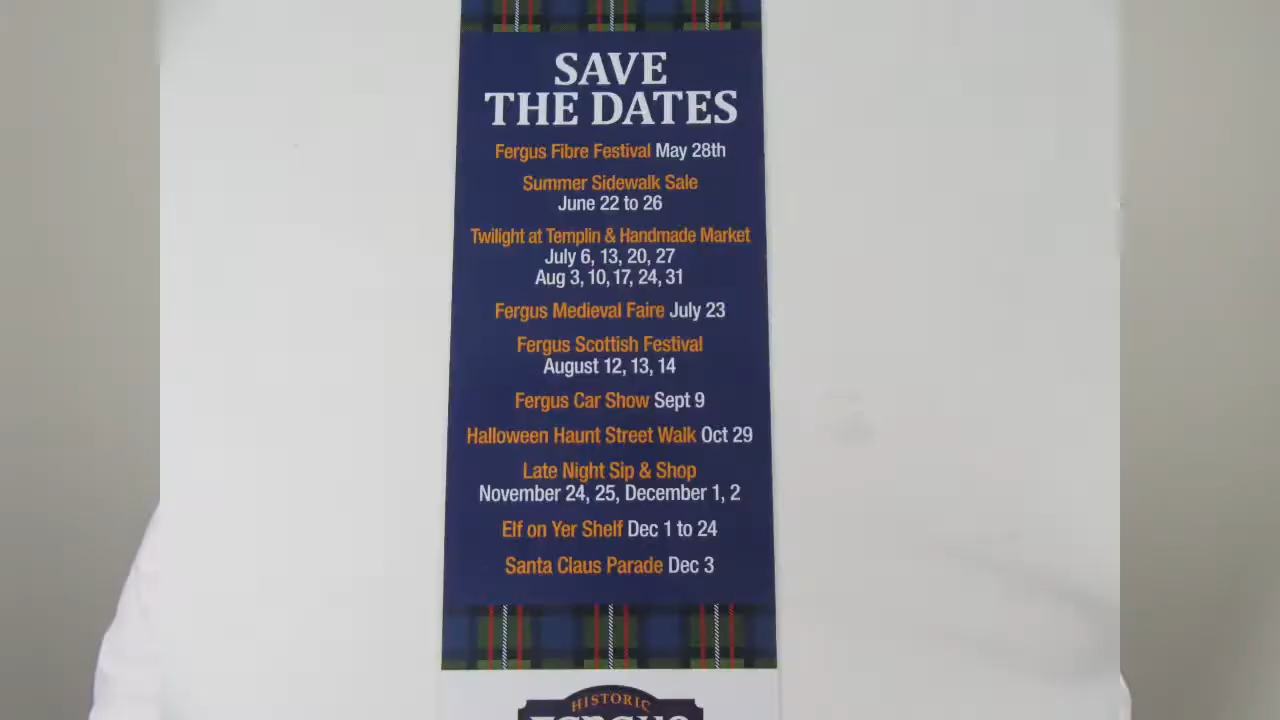 SAVE
THE DATES
Fergus Fibre Festival May 28th
Summer Sidewalk Sale
June 22 to 26
Twilight at Templin & Handmade Market
July 6, 13, 20, 27
Aug 3, 10, 17, 24, 31
Fergus Medieval Faire July 23
Fergus Scottish Festival
August 12, 13, 14
Fergus Car Show Sept 9
Halloween Haunt Street Walk Oct 29
Late Night Sip & Shop
November 24, 25, December 1, 2
Elf on Yer Shelf Dec 1 to 24
Santa Claus Parade Dec 3
HISTORIC